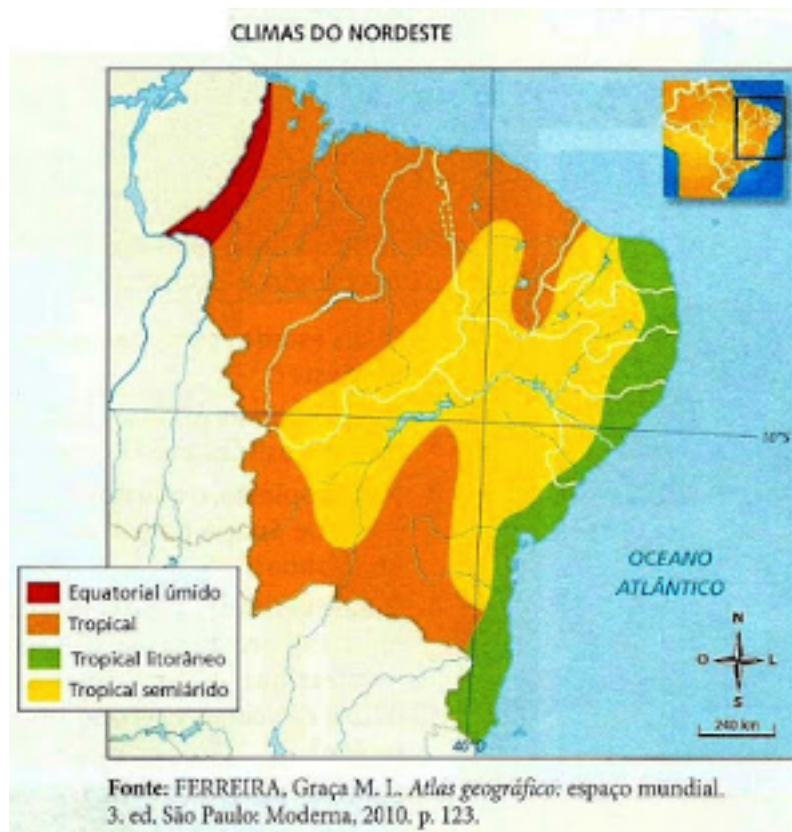 CLIMAS DO NORDESTE
10°S
OCEANO
ATLÂNTICO
Equatorial úmido
Tropical
Tropical litorâneo
Tropical semiárido
N
O
L
S
240 km
40°O
Fonte: FERREIRA, Graça M. L. Atlas geográfico: espaço mundial.
3. ed. São Paulo: Moderna, 2010. p. 123.